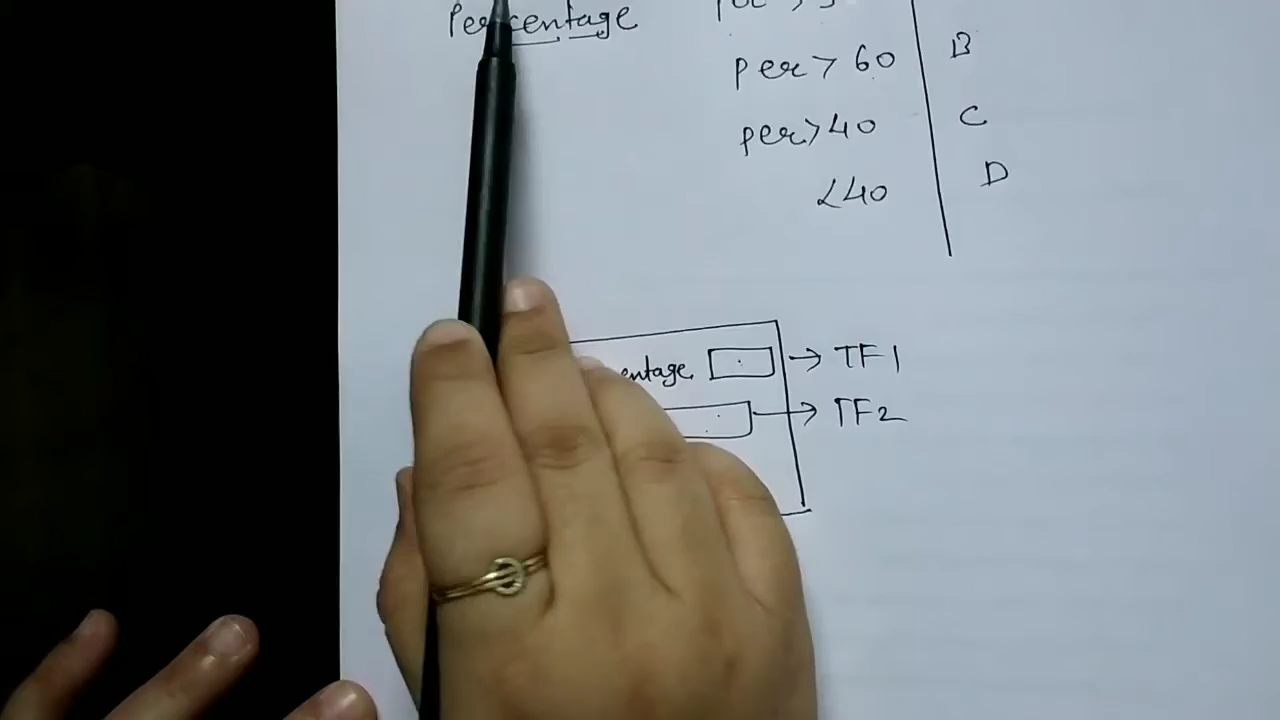 Percentage
per > 60 B
per > 40 C
< 40 D
entage → TF1
→ TF2